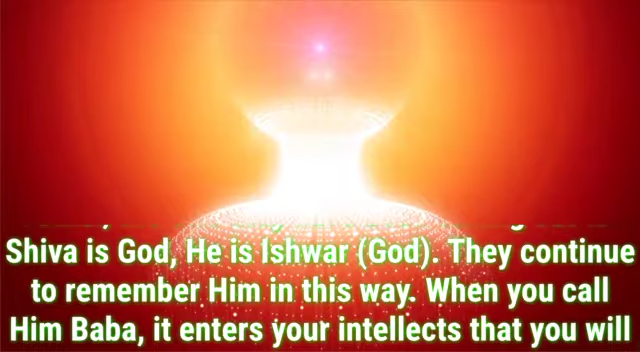 Shiva is God, He is Ishwar (God). They continue
to remember Him in this way. When you call
Him Baba, it enters your intellects that you will